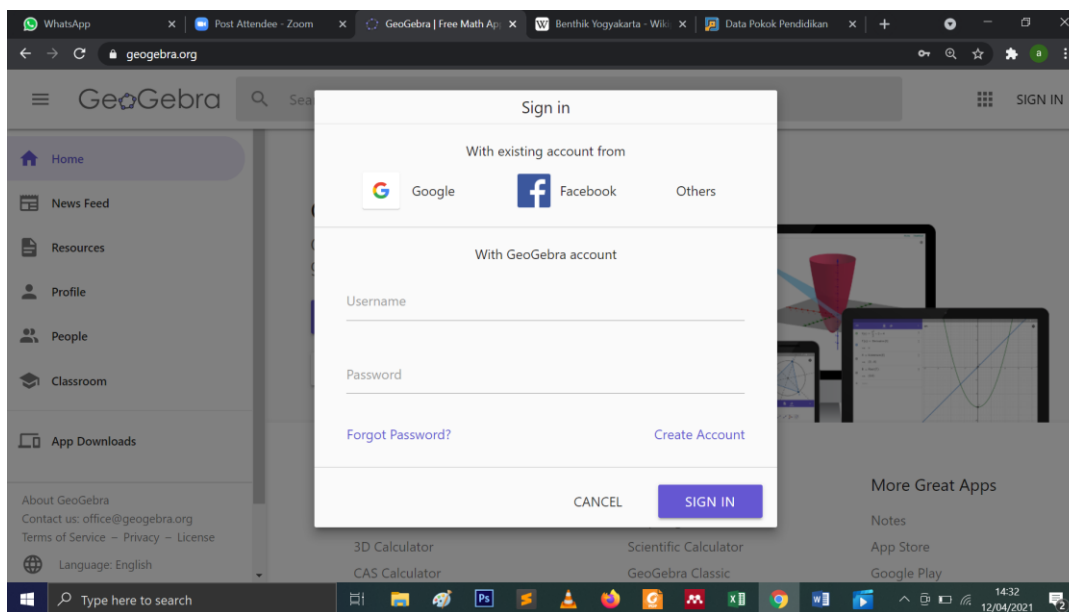 WhatsApp
Post Attendee - Zoom
GeoGebra | Free Math Ap
Benthik Yogyakarta - Wiki
Data Pokok Pendidikan
geogebra.org
a
GeoGebra
Sea
SIGN IN
Home
News Feed
Resources
Profile
People
Classroom
App Downloads
About GeoGebra
Contact us: office@geogebra.org
Terms of Service – Privacy – License
Language: English
Sign in
With existing account from
Google
Facebook
Others
With GeoGebra account
Username
Password
Forgot Password?
Create Account
CANCEL
SIGN IN
3D Calculator
CAS Calculator
Scientific Calculator
GeoGebra Classic
More Great Apps
Notes
App Store
Google Play
Type here to search
Ps
14:32
12/04/2021
2